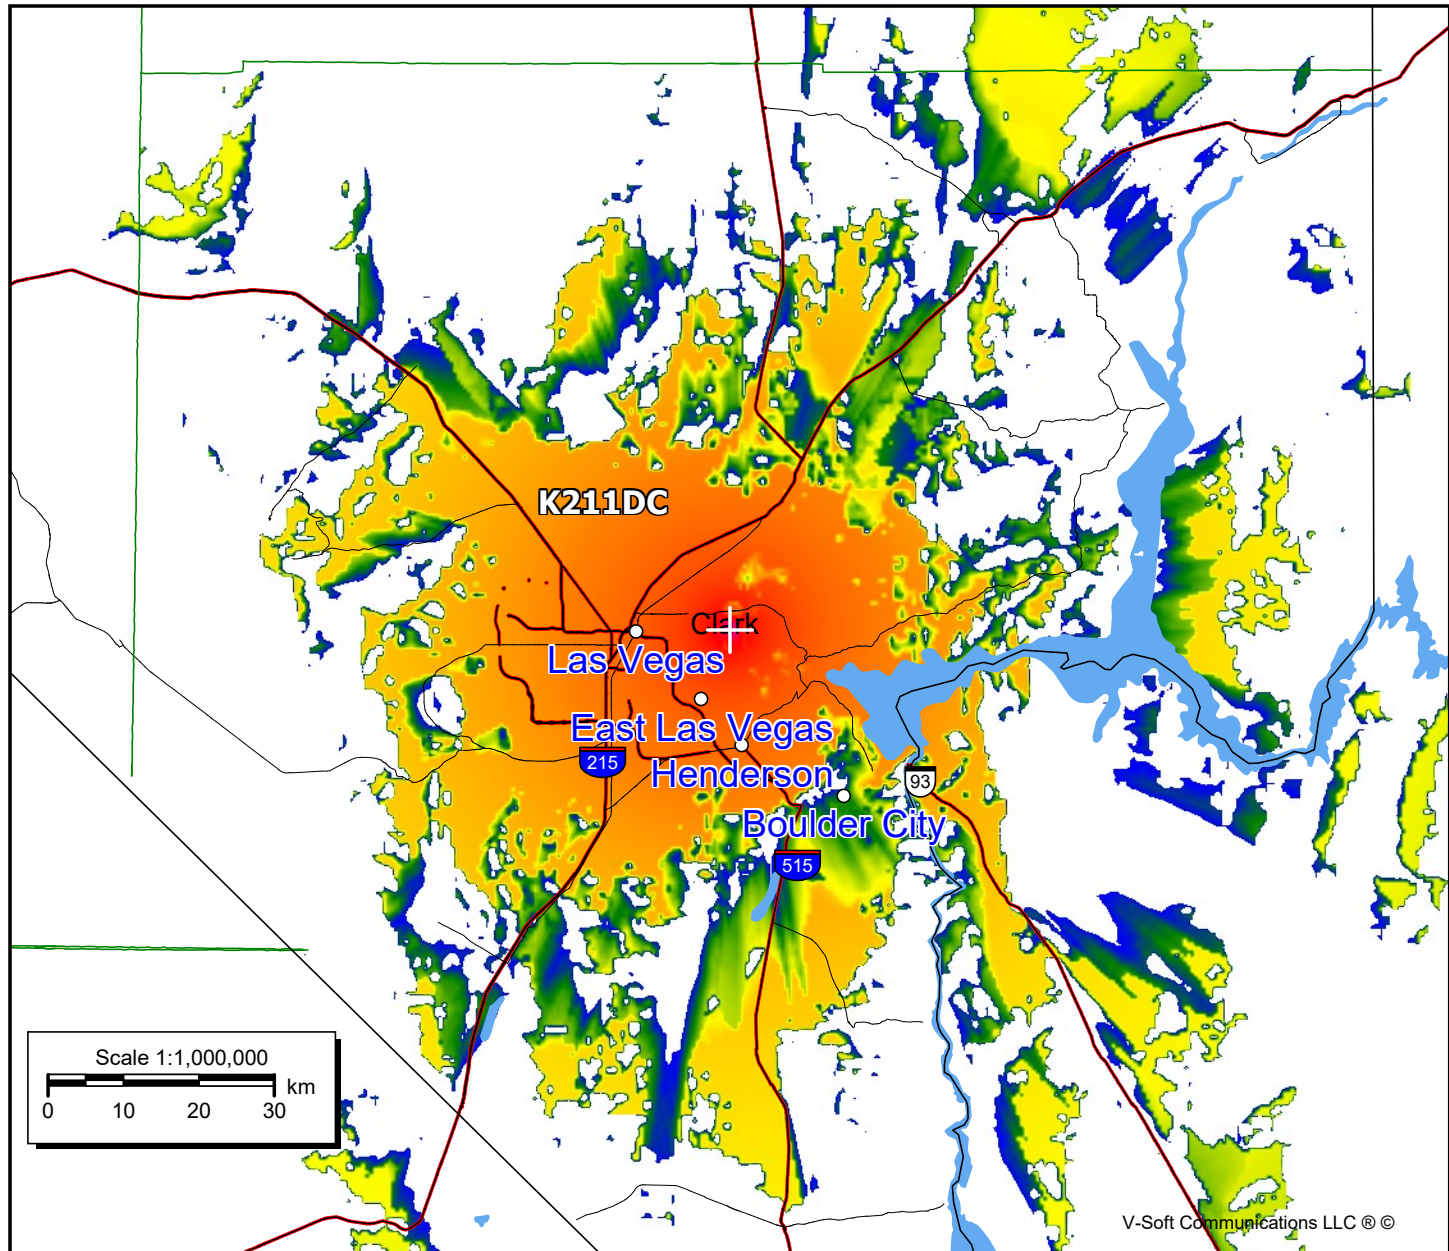 K211DC
Clark
Las Vegas
East Las Vegas
215
Henderson
93
Boulder City
515
Scale 1:1,000,000
km
0 10 20 30
V-Soft Communications LLC ® ©